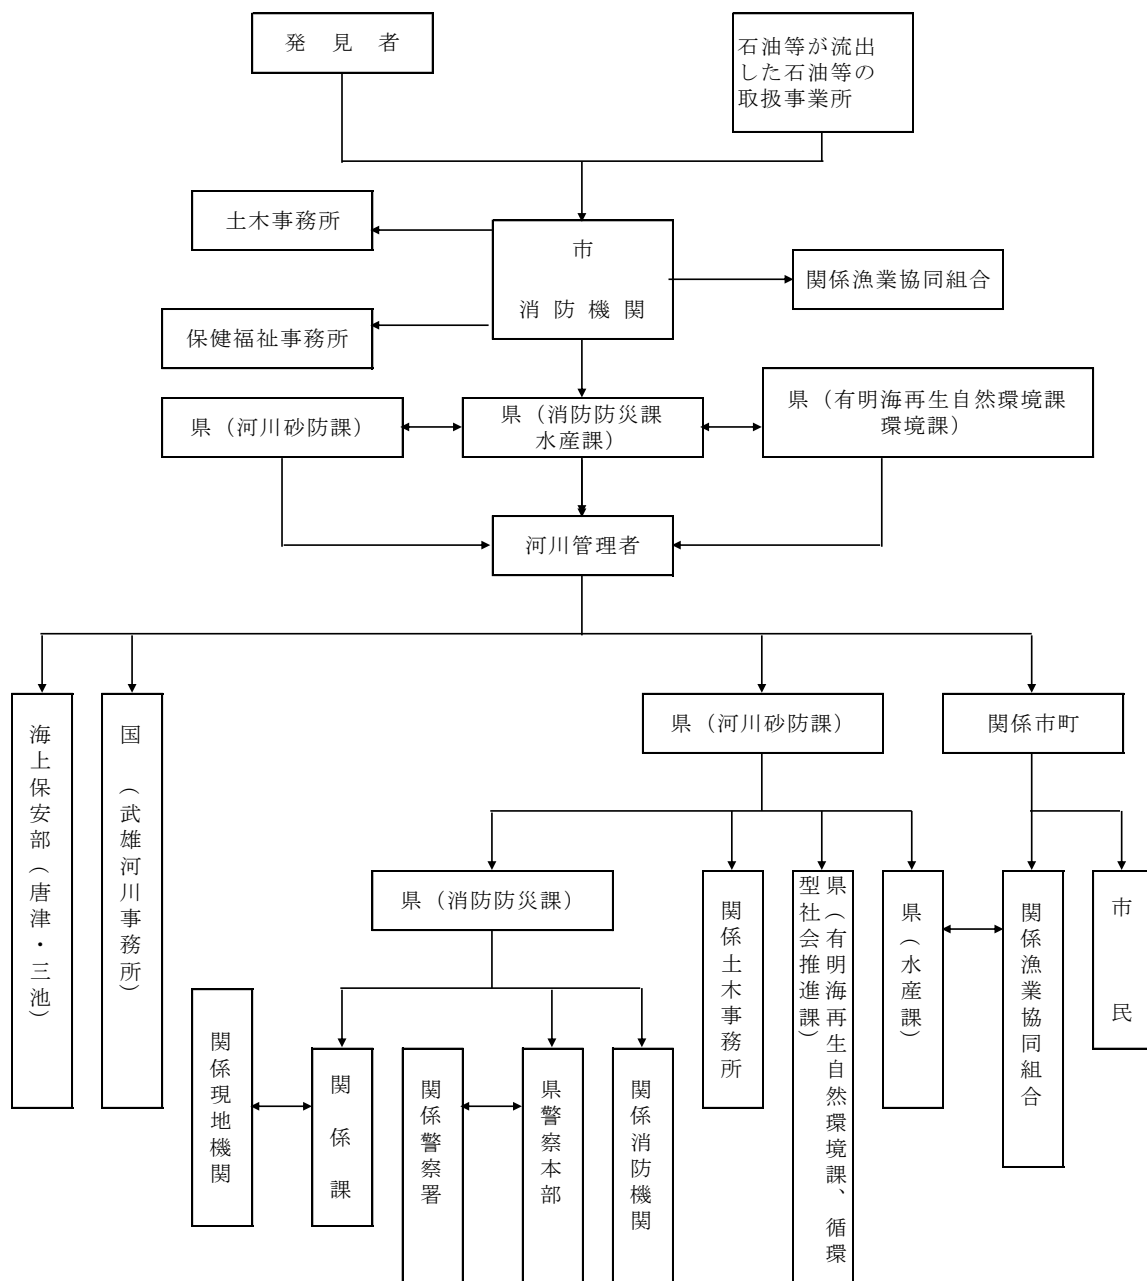 発 見 者
石油等が流出
した石油等の
取扱事業所
土木事務所
市
消 防 機 関
関係漁業協同組合
保健福祉事務所
県（河川砂防課）
県（消防防災課
水産課）
県（有明海再生自然環境課
環境課）
河川管理者
海上保安部（唐津・三池）
国 （武雄河川事務所）
県（河川砂防課）
関係市町
県（消防防災課）
関係土木事務所
県（有明海再生自然環境課、循環
型社会推進課）
県（水産課）
関係漁業協同組合
市 民
関係現地機関
関 係 課
関係警察署
県警察本部
関係消防機関